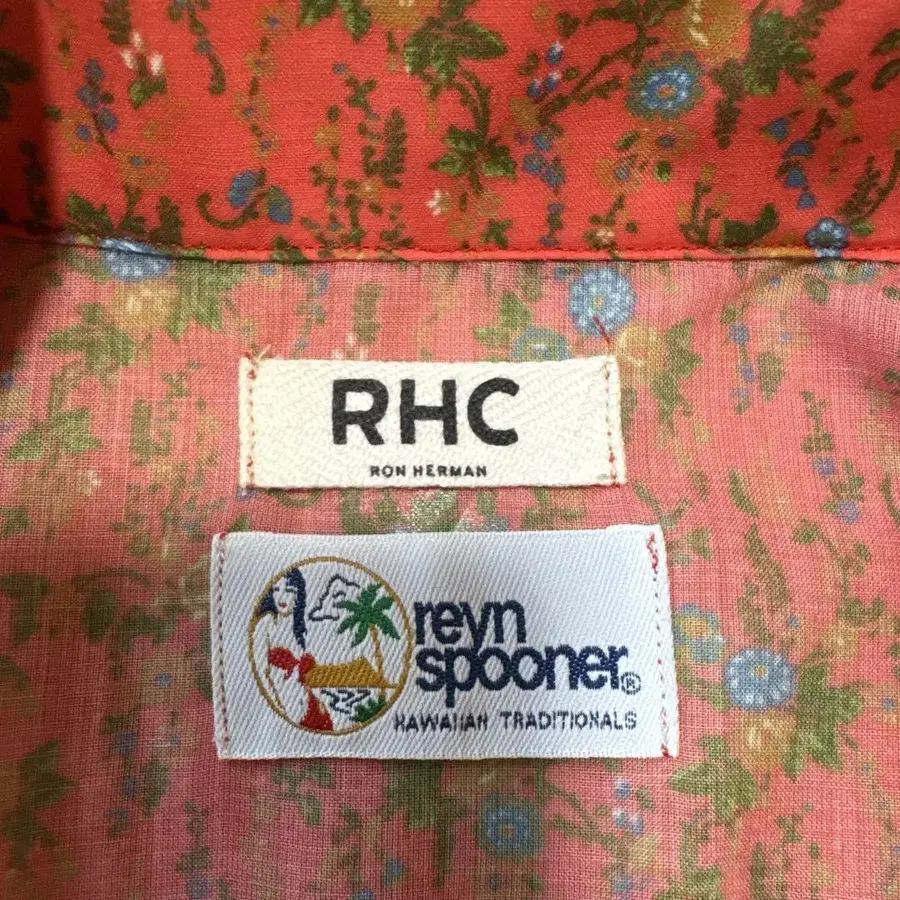 RHC
RON HERMAN
reyn
spooner®
HAWAIIAN TRADITIONALS